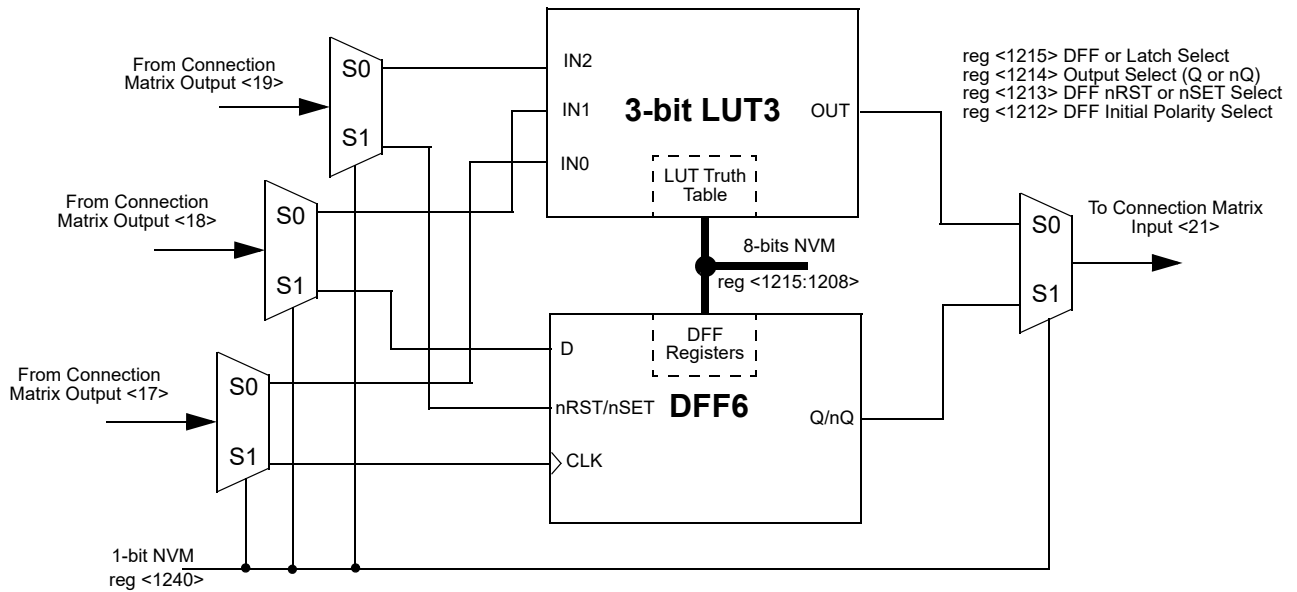 From Connection
Matrix Output <19>
S0
S1
From Connection
Matrix Output <18>
S0
S1
From Connection
Matrix Output <17>
S0
S1
1-bit NVM
reg <1240>
IN2
IN1
IN0
3-bit LUT3
OUT
LUT Truth
Table
8-bits NVM
reg <1215:1208>
DFF
Registers
D
nRST/nSET
CLK
DFF6
Q/nQ
reg <1215> DFF or Latch Select
reg <1214> Output Select (Q or nQ)
reg <1213> DFF nRST or nSET Select
reg <1212> DFF Initial Polarity Select
S0
S1
To Connection Matrix
Input <21>